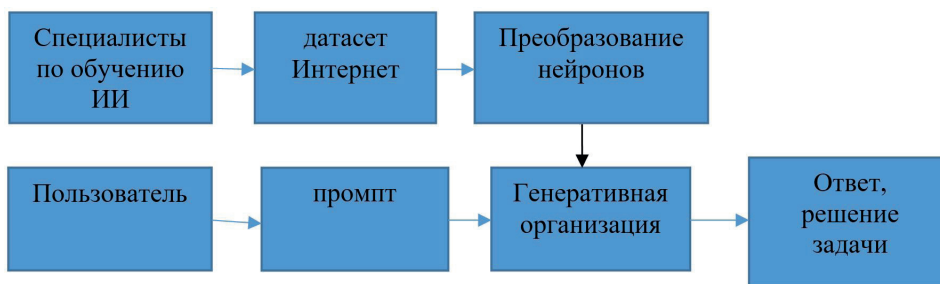 Специалисты
по обучению
ИИ
датасет
Интернет
Преобразование
нейронов
Пользователь
промпт
Генеративная
организация
Ответ,
решение
задачи